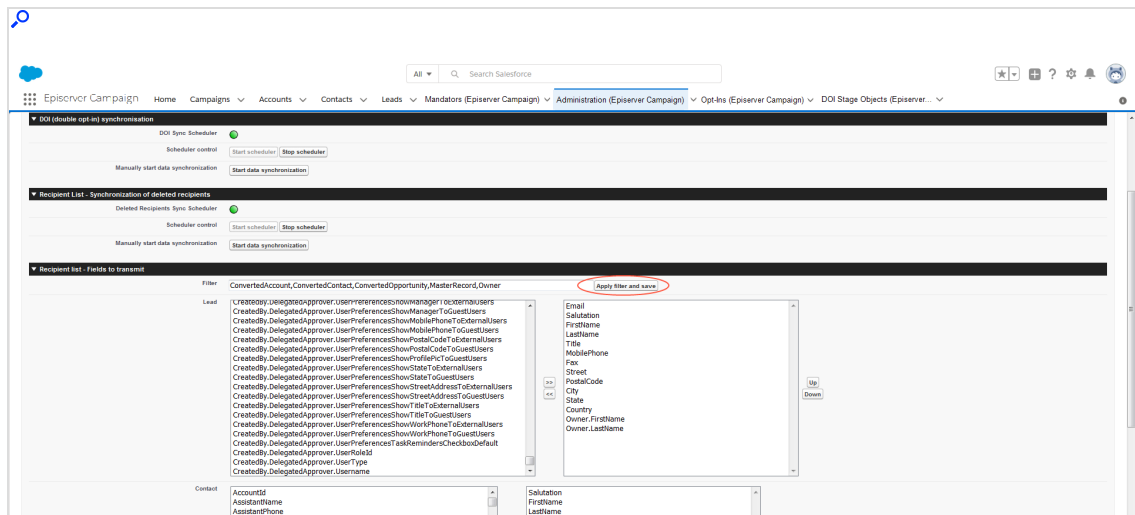 All Search Salesforce
Episerver Campaign Home Campaigns Accounts Contacts Leads Mandators (Episerver Campaign) Administration (Episerver Campaign) Opt-Ins (Episerver Campaign) DOI Stage Objects (Episerver...
DOI (double opt-in) synchronisation
DOI Sync Scheduler
Scheduler control Start scheduler Stop scheduler
Manually start data synchronization Start data synchronization
Recipient List - Synchronization of deleted recipients
Deleted Recipients Sync Scheduler
Scheduler control Start scheduler Stop scheduler
Manually start data synchronization Start data synchronization
Recipient list - Fields to transmit
Filter ConvertedAccount,ConvertedContact,ConvertedOpportunity,MasterRecord,Owner Apply filter and save
Lead
CreatedBy.DelegatedApprover.UserPreferencesShowManagerToExternalUsers
CreatedBy.DelegatedApprover.UserPreferencesShowManagerToGuestUsers
CreatedBy.DelegatedApprover.UserPreferencesShowMobilePhoneToExternalUsers
CreatedBy.DelegatedApprover.UserPreferencesShowMobilePhoneToGuestUsers
CreatedBy.DelegatedApprover.UserPreferencesShowPostalCodeToExternalUsers
CreatedBy.DelegatedApprover.UserPreferencesShowPostalCodeToGuestUsers
CreatedBy.DelegatedApprover.UserPreferencesShowProfilePicToGuestUsers
CreatedBy.DelegatedApprover.UserPreferencesShowStateToExternalUsers
CreatedBy.DelegatedApprover.UserPreferencesShowStateToGuestUsers
CreatedBy.DelegatedApprover.UserPreferencesShowStreetAddressToExternalUsers
CreatedBy.DelegatedApprover.UserPreferencesShowStreetAddressToGuestUsers
CreatedBy.DelegatedApprover.UserPreferencesShowTitleToExternalUsers
CreatedBy.DelegatedApprover.UserPreferencesShowTitleToGuestUsers
CreatedBy.DelegatedApprover.UserPreferencesShowWorkPhoneToExternalUsers
CreatedBy.DelegatedApprover.UserPreferencesShowWorkPhoneToGuestUsers
CreatedBy.DelegatedApprover.UserPreferencesTaskRemindersCheckboxDefault
CreatedBy.DelegatedApprover.UserRoleId
CreatedBy.DelegatedApprover.UserType
CreatedBy.DelegatedApprover.Username
>>
<<
Email
Salutation
FirstName
LastName
Title
MobilePhone
Fax
Street
PostalCode
City
State
Country
Owner.FirstName
Owner.LastName
Up
Down
Contact
AccountId
AssistantName
AssistantPhone
Salutation
FirstName
LastName